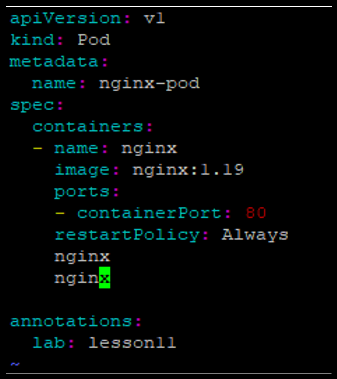 apiVersion: v1
kind: Pod
metadata:
  name: nginx-pod
spec:
  containers:
  - name: nginx
    image: nginx:1.19
    ports:
    - containerPort: 80
    restartPolicy: Always
    nginx
    nginx

annotations:
  lab: lesson11
~